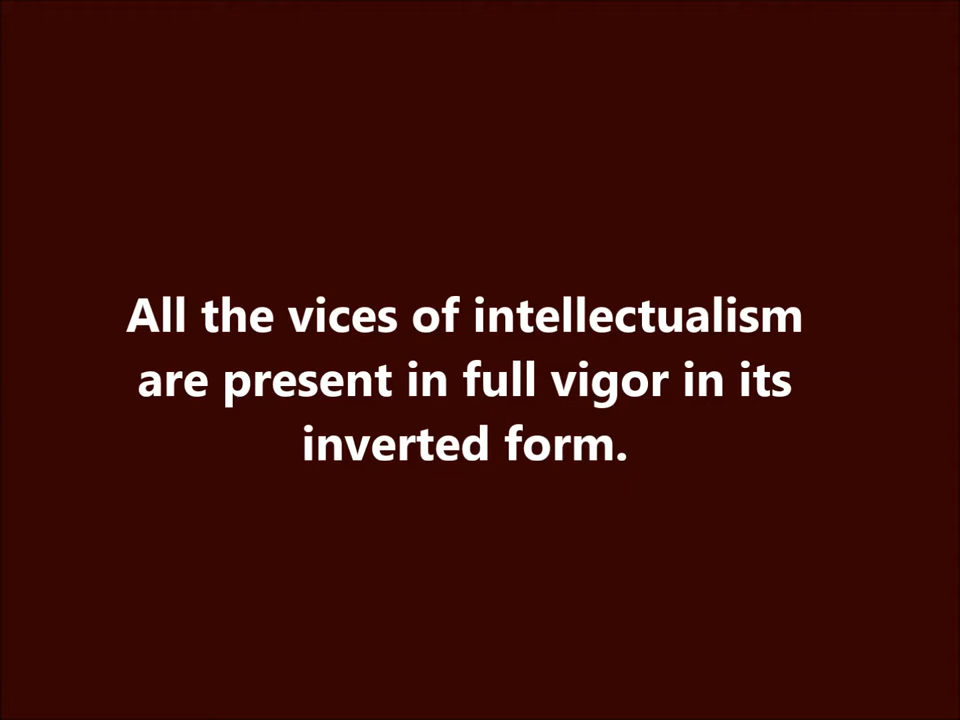 All the vices of intellectualism
are present in full vigor in its
inverted form.